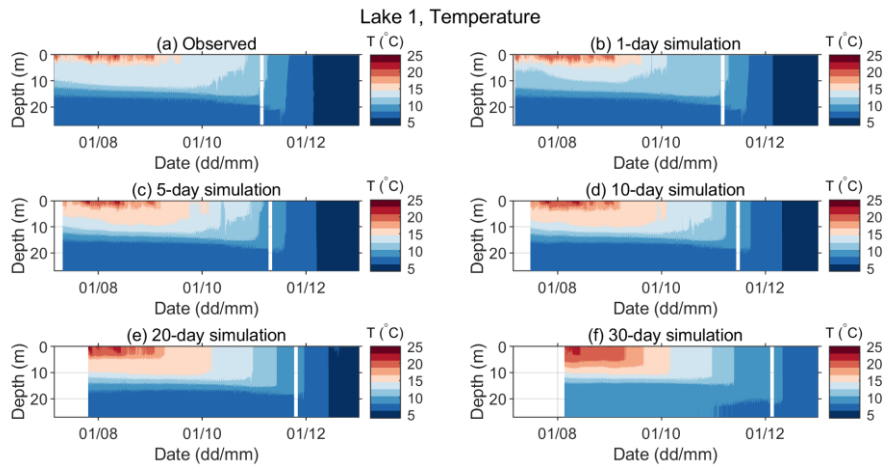 Lake 1, Temperature
(a) Observed
T (°C)
0
10
20
Depth (m)
01/08
01/10
01/12
Date (dd/mm)
25
20
15
10
5
(b) 1-day simulation
T (°C)
0
10
20
Depth (m)
01/08
01/10
01/12
Date (dd/mm)
25
20
15
10
5
(c) 5-day simulation
T (°C)
0
10
20
Depth (m)
01/08
01/10
01/12
Date (dd/mm)
25
20
15
10
5
(d) 10-day simulation
T (°C)
0
10
20
Depth (m)
01/08
01/10
01/12
Date (dd/mm)
25
20
15
10
5
(e) 20-day simulation
T (°C)
0
10
20
Depth (m)
01/08
01/10
01/12
Date (dd/mm)
25
20
15
10
5
(f) 30-day simulation
T (°C)
0
10
20
Depth (m)
01/08
01/10
01/12
Date (dd/mm)
25
20
15
10
5